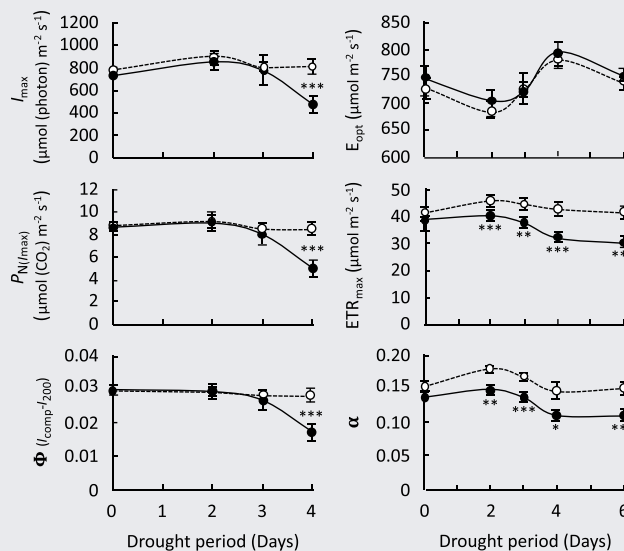 I_max
(μmol (photon) m⁻² s⁻¹)
1200
1000
800
600
400
200
0
***
E_opt (μmol m⁻² s⁻¹)
850
800
750
700
650
600
P_N(Imax)
(μmol (CO₂) m⁻² s⁻¹)
12
10
8
6
4
2
0
***
ETR_max (μmol m⁻² s⁻¹)
50
40
30
20
10
0
*** ** *** **
Φ (I_comp-I_200)
0.04
0.03
0.02
0.01
0
***
0 1 2 3 4
Drought period (Days)
α
0.20
0.15
0.10
0.05
0
** *** * **
0 2 4 6
Drought period (Days)